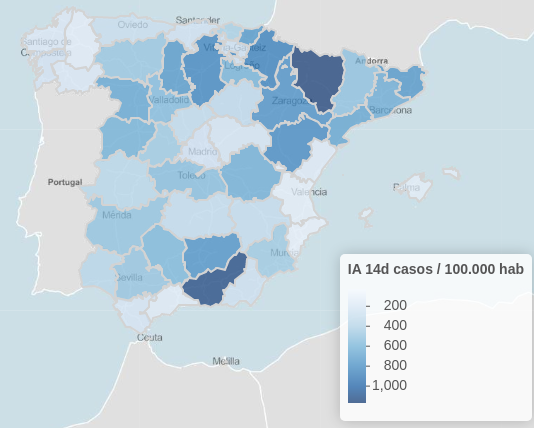 Oviedo
Santander
Santiago de
Compostela
Vitoria-Gasteiz
Logroño
Andorra
Valladolid
Zaragoza
Barcelona
Madrid
Portugal
Toledo
Palma
Valencia
Mérida
Murcia
Sevilla
IA 14d casos / 100.000 hab
200
400
600
800
1,000
Ceuta
Melilla